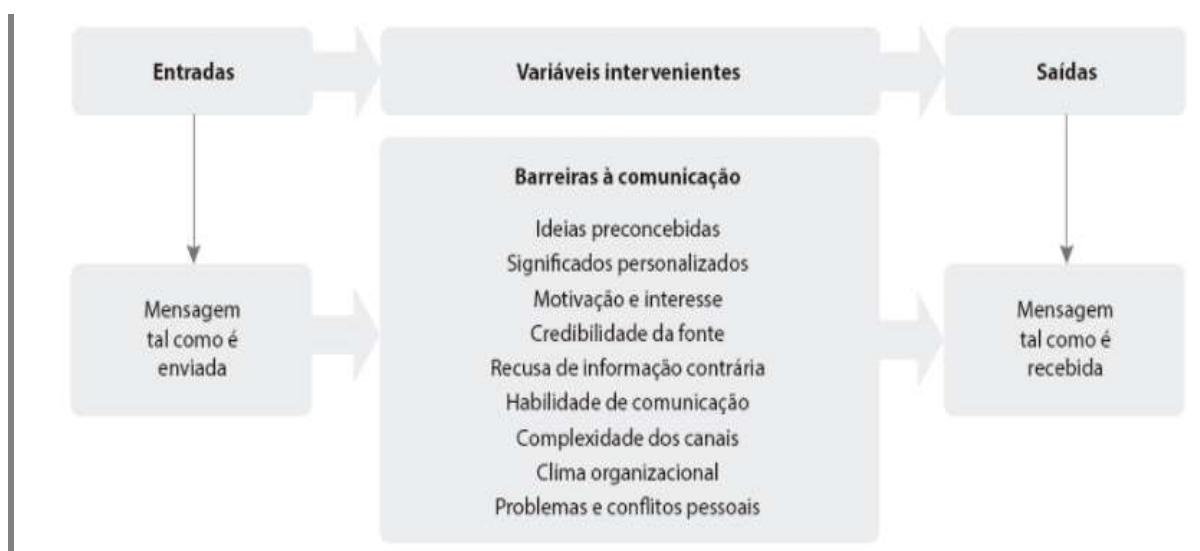 Entradas
Variáveis intervenientes
Saídas
Barreiras à comunicação
Ideias preconcebidas
Significados personalizados
Motivação e interesse
Credibilidade da fonte
Recusa de informação contrária
Habilidade de comunicação
Complexidade dos canais
Clima organizacional
Problemas e conflitos pessoais
Mensagem
tal como é
enviada
Mensagem
tal como é
recebida